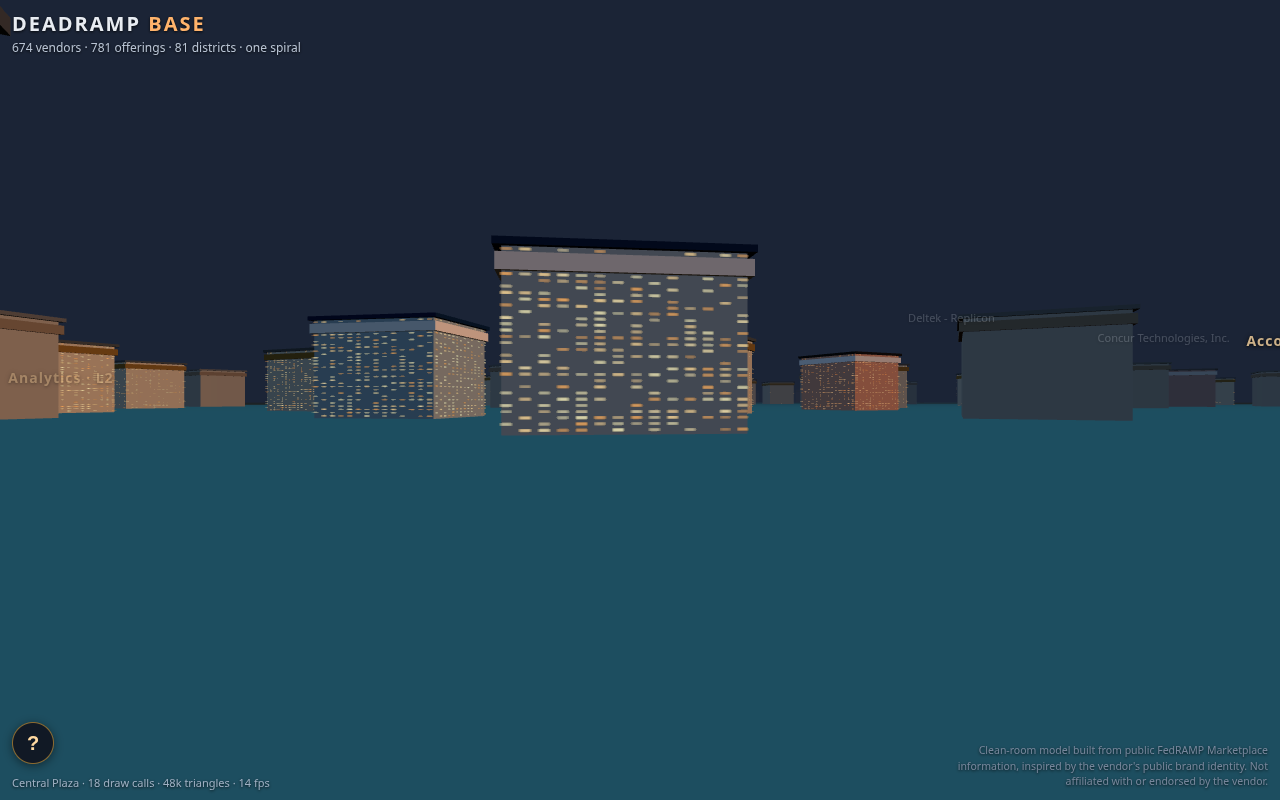 DEADRAMP BASE
674 vendors · 781 offerings · 81 districts · one spiral
Deltek - Replicon
Concur Technologies, Inc.
Acco
Analytics · L2
?
Central Plaza · 18 draw calls · 48k triangles · 14 fps
Clean-room model built from public FedRAMP Marketplace
information, inspired by the vendor's public brand identity. Not
affiliated with or endorsed by the vendor.